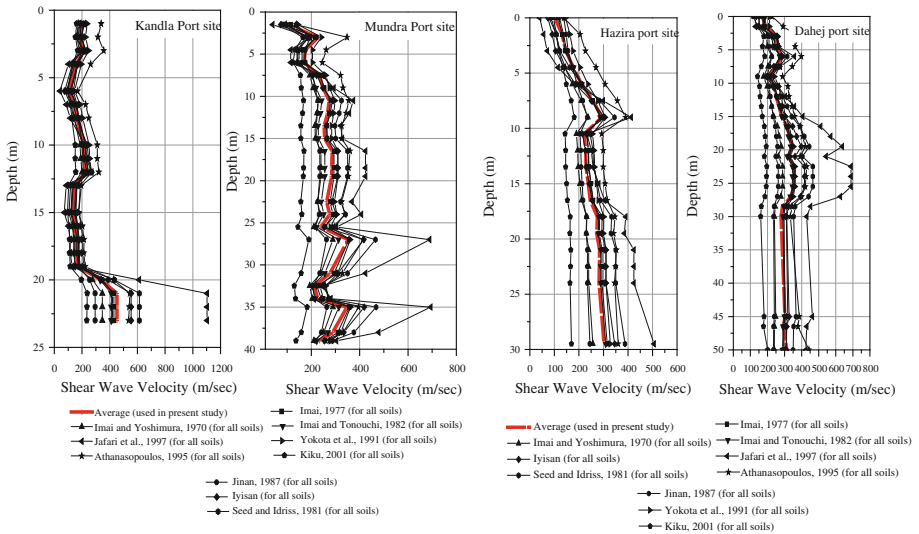 Kandla Port site
0
5
10
15
20
25
Depth (m)
0 200 400 600 800 1000 1200
Shear Wave Velocity (m/sec)
Mundra Port site
0
5
10
15
20
25
30
35
40
Depth (m)
200 400 600 800
Shear Wave Velocity (m/sec)
Average (used in present study)
Imai and Yoshimura, 1970 (for all soils)
Jafari et al., 1997 (for all soils)
Athanasopoulos, 1995 (for all soils)
Imai, 1977 (for all soils)
Imai and Tonouchi, 1982 (for all soils)
Yokota et al., 1991 (for all soils)
Kiku, 2001 (for all soils)
Jinan, 1987 (for all soils)
Iyisan (for all soils)
Seed and Idriss, 1981 (for all soils)
Hazira port site
0
5
10
15
20
25
30
Depth (m)
0 100 200 300 400 500 600
Shear Wave Velocity (m/sec)
Dahej port site
0
5
10
15
20
25
30
35
40
45
50
Depth (m)
0 100 200 300 400 500 600 700 800
Shear Wave Velocity (m/sec)
Average (used in present study)
Imai and Yoshimura, 1970 (for all soils)
Iyisan (for all soils)
Seed and Idriss, 1981 (for all soils)
Imai, 1977 (for all soils)
Imai and Tonouchi, 1982 (for all soils)
Jafari et al., 1997 (for all soils)
Athanasopoulos, 1995 (for all soils)
Jinan, 1987 (for all soils)
Yokota et al., 1991 (for all soils)
Kiku, 2001 (for all soils)